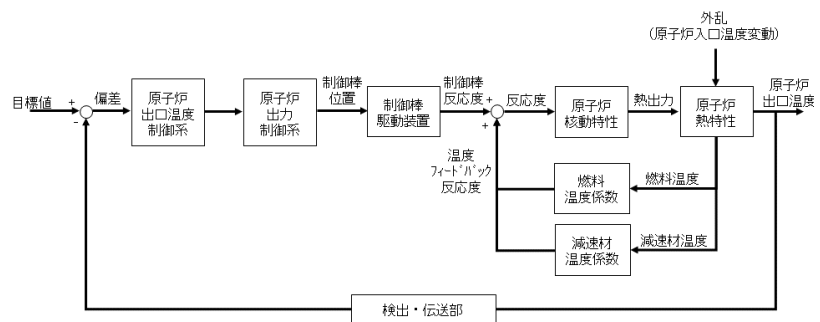 外乱
(原子炉入口温度変動)
目標値
+
-
偏差
原子炉
出口温度
制御系
原子炉
出力
制御系
制御棒
位置
制御棒
駆動装置
制御棒
反応度
+
+
反応度
原子炉
核動特性
熱出力
原子炉
熱特性
原子炉
出口温度
温度
フィードバック
反応度
燃料
温度係数
燃料温度
減速材
温度係数
減速材温度
検出・伝送部